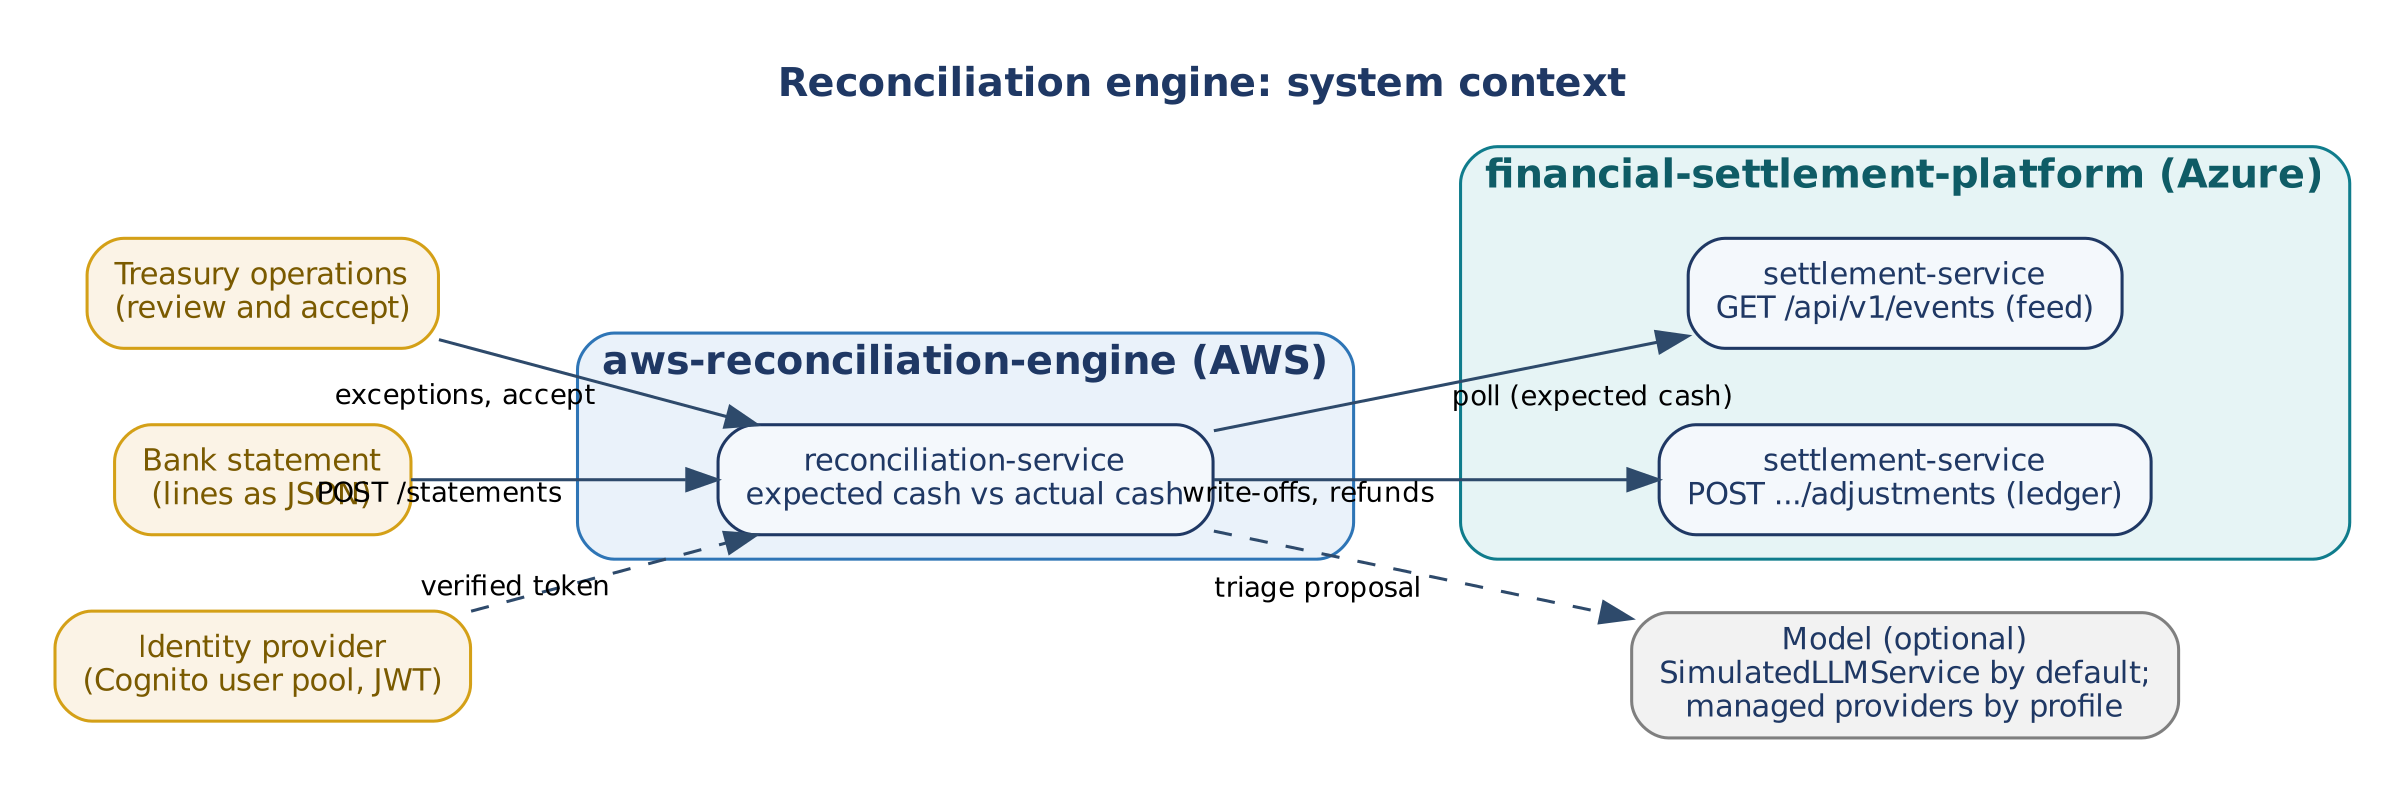 Reconciliation engine: system context
financial-settlement-platform (Azure)
settlement-service
GET /api/v1/events (feed)
Treasury operations
(review and accept)
aws-reconciliation-engine (AWS)
exceptions, accept
poll (expected cash)
Bank statement
(lines as JSON)
POST /statements
reconciliation-service
expected cash vs actual cash
write-offs, refunds
settlement-service
POST .../adjustments (ledger)
verified token
triage proposal
Identity provider
(Cognito user pool, JWT)
Model (optional)
SimulatedLLMService by default;
managed providers by profile